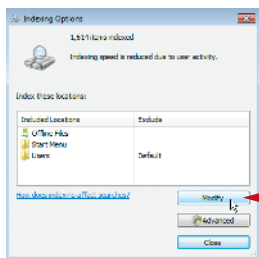 Indexing Options
1,614 items indexed
Indexing speed is reduced due to user activity.
Index these locations:
Included Locations Exclude
Offline Files
Start Menu
Users Default
How does indexing affect searches?
Modify
Advanced
Close